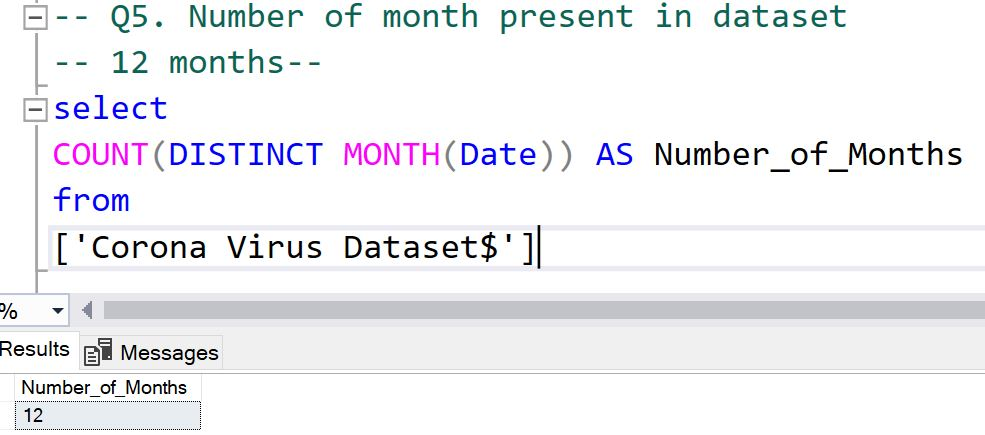 -- Q5. Number of month present in dataset
-- 12 months--
select
COUNT(DISTINCT MONTH(Date)) AS Number_of_Months
from
['Corona Virus Dataset$']
%
Results Messages
Number_of_Months
12